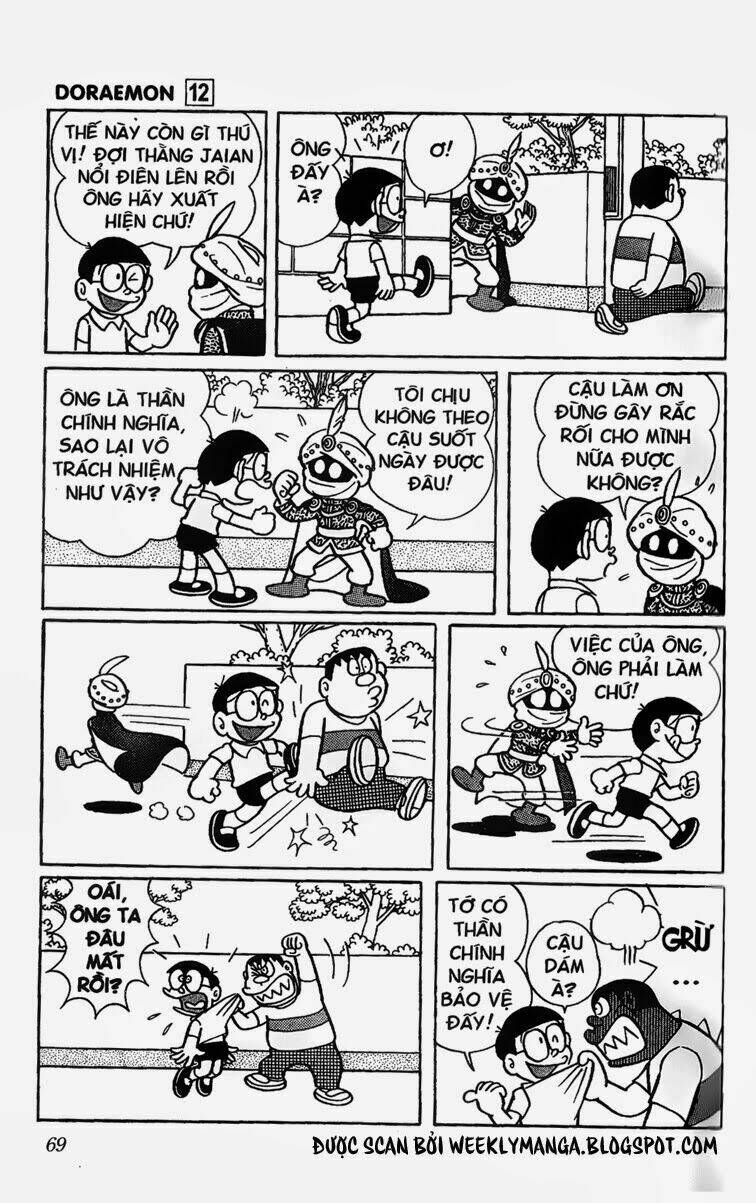 DORAEMON 12
Ơ!
ÔNG
ĐẤY
À?
THẾ NÀY CÒN GÌ THÚ
VỊ! ĐỢI THẰNG JAIAN
NỔI ĐIÊN LÊN RỒI
ÔNG HÃY XUẤT
HIỆN CHỨ!
CẬU LÀM ƠN
ĐỪNG GÂY RẮC
RỐI CHO MÌNH
NỮA ĐƯỢC
KHÔNG?
TÔI CHỊU
KHÔNG THEO
CẬU SUỐT
NGÀY ĐƯỢC
ĐÂU!
ÔNG LÀ THẦN
CHÍNH NGHĨA,
SAO LẠI VÔ
TRÁCH NHIỆM
NHƯ VẬY?
VIỆC CỦA ÔNG,
ÔNG PHẢI LÀM
CHỨ!
GRỪ
...
CẬU
DÁM
À?
TỚ CÓ
THẦN
CHÍNH
NGHĨA
BẢO VỆ
ĐẤY!
OÁI,
ÔNG TA
ĐÂU
MẤT
RỒI?
69
ĐƯỢC SCAN BỞI WEEKLYMANGA.BLOGSPOT.COM